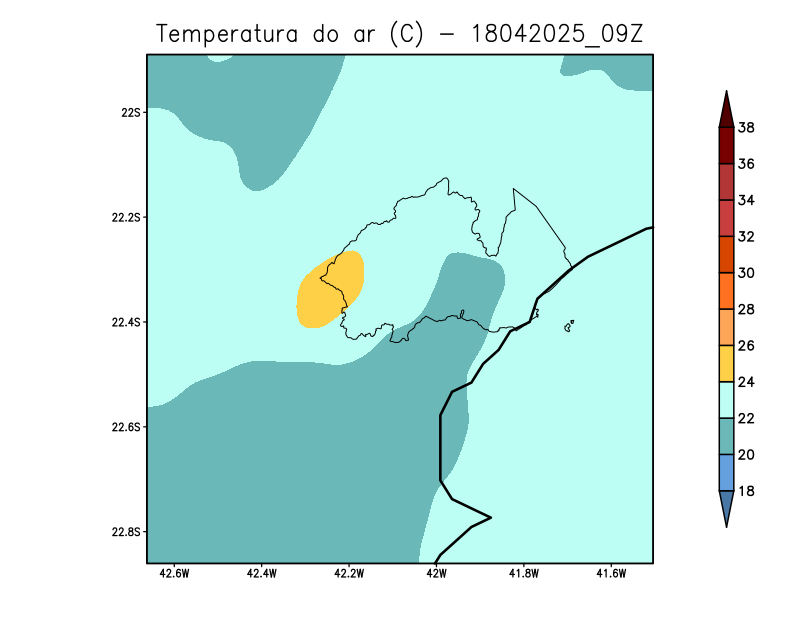 Temperatura do ar (C) - 18042025_09Z
22S
22.2S
22.4S
22.6S
22.8S
42.6W
42.4W
42.2W
42W
41.8W
41.6W
38
36
34
32
30
28
26
24
22
20
18